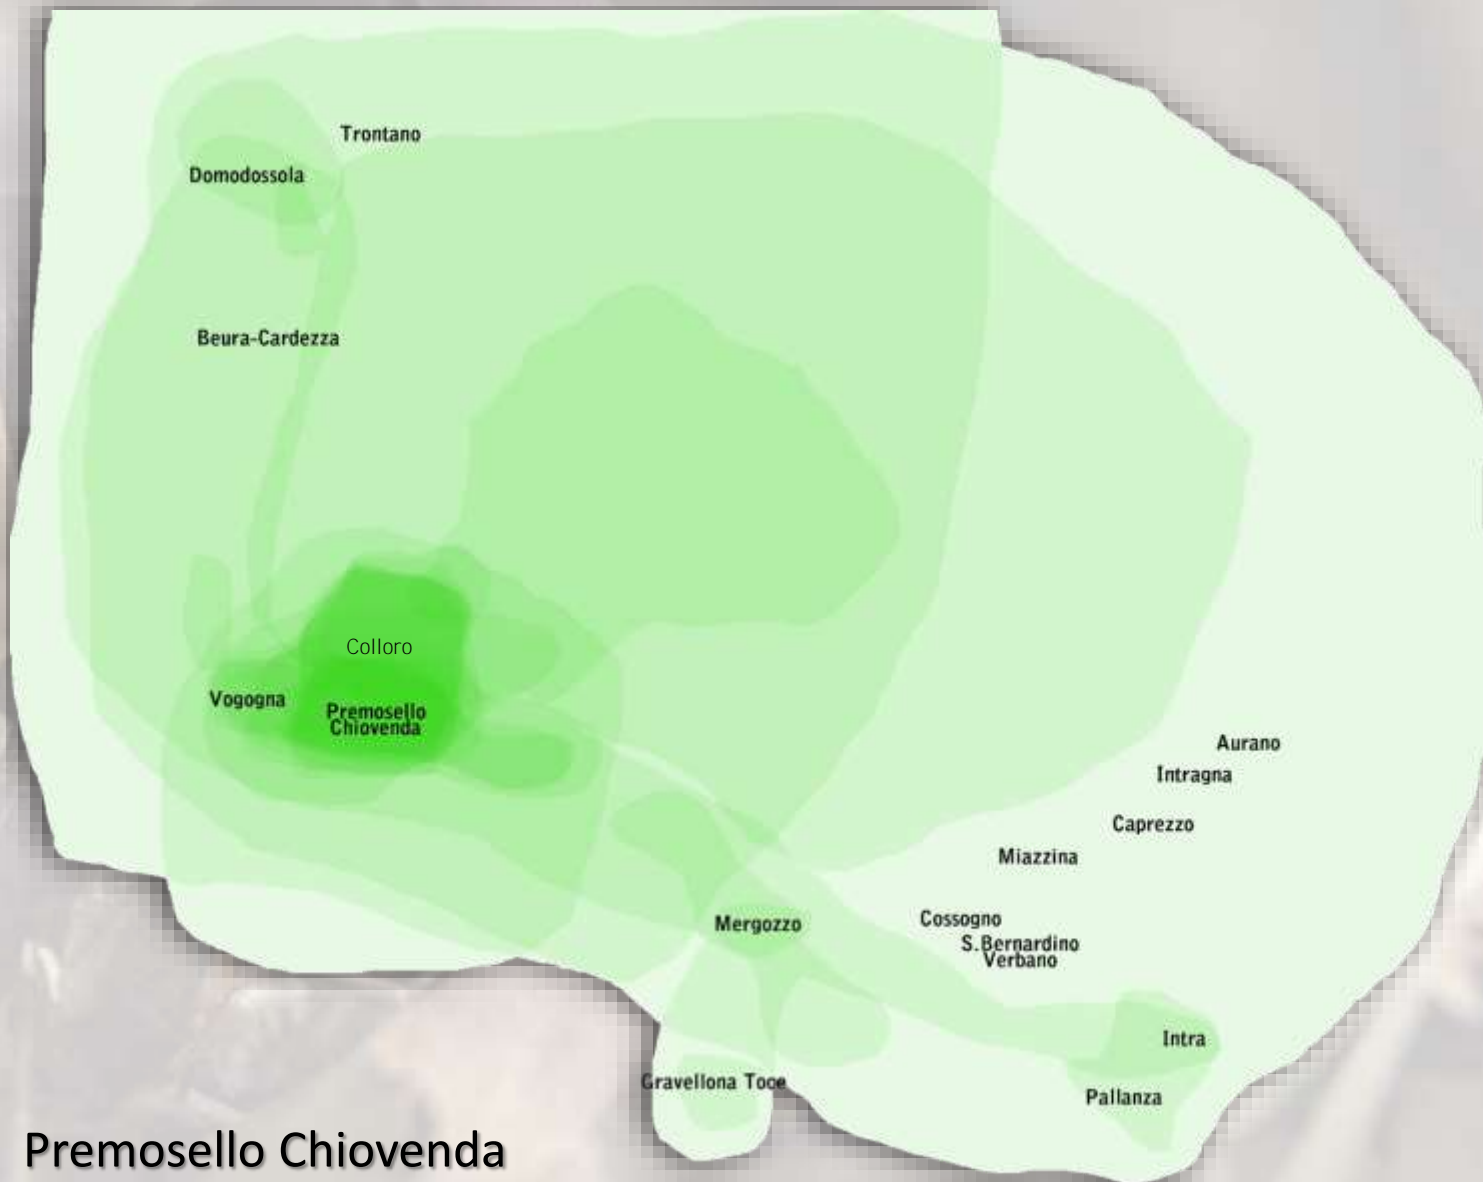 Trontano
Domodossola
Beura-Cardezza
Colloro
Vogogna
Premosello
Chiovenda
Aurano
Intragna
Caprezzo
Miazzina
Cossogno
Mergozzo
S.Bernardino
Verbano
Intra
Gravellona Toce
Pallanza
Premosello Chiovenda